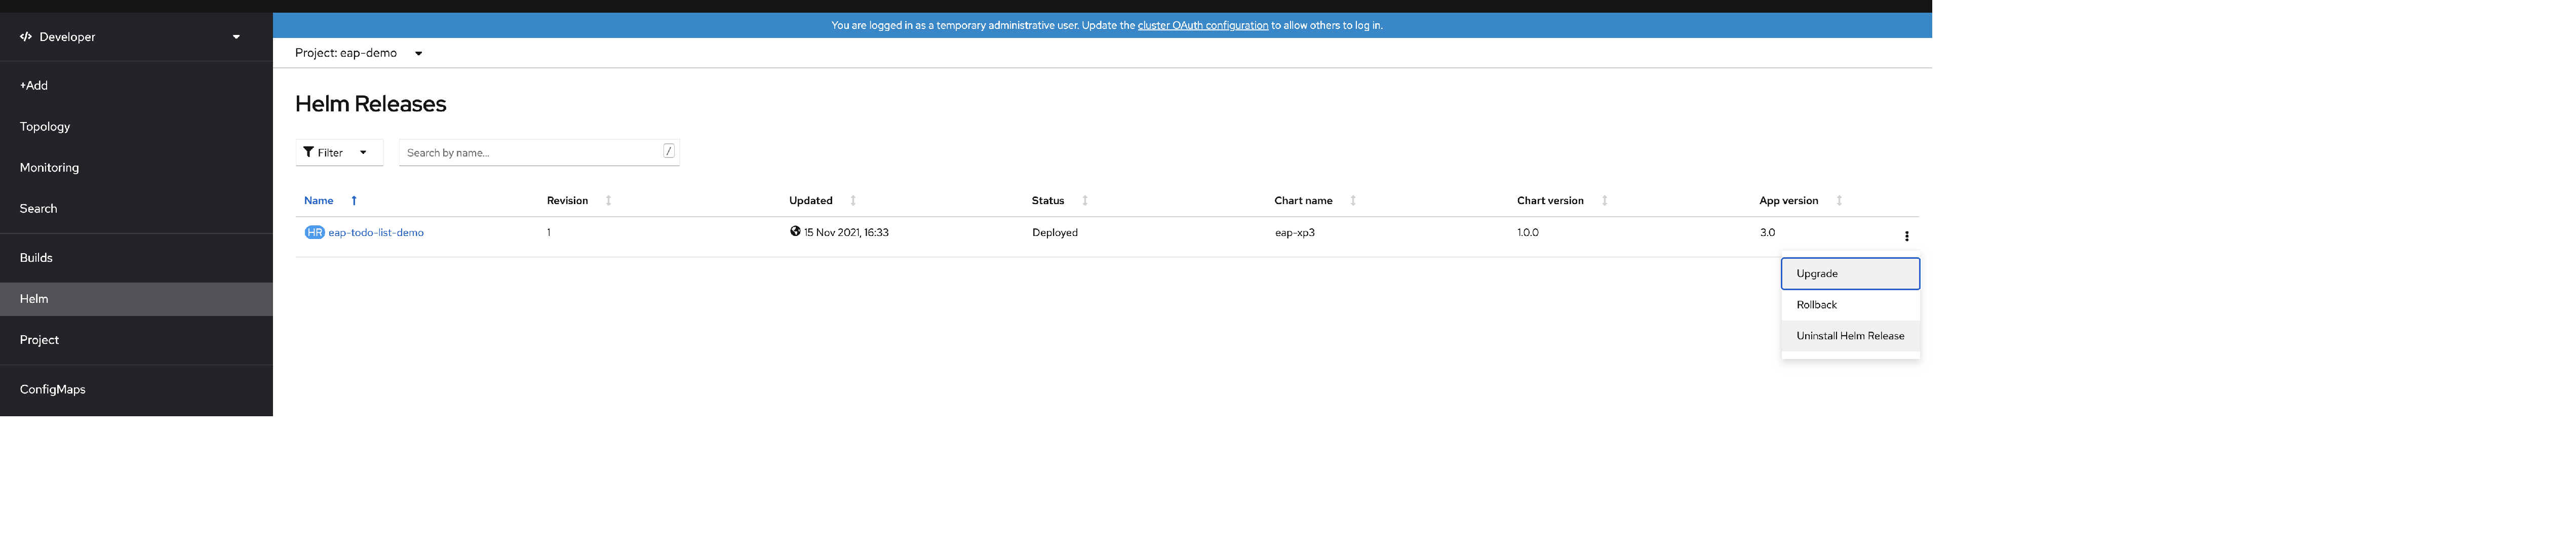 You are logged in as a temporary administrative user. Update the cluster OAuth configuration to allow others to log in.
Developer
+Add
Topology
Monitoring
Search
Builds
Helm
Project
ConfigMaps
Project: eap-demo
Helm Releases
Filter
Search by name...
/
Name Revision Updated Status Chart name Chart version App version
HR eap-todo-list-demo 1 15 Nov 2021, 16:33 Deployed eap-xp3 1.0.0 3.0
Upgrade
Rollback
Uninstall Helm Release